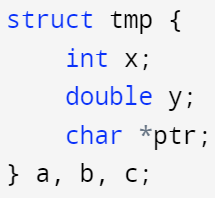 struct tmp {
    int x;
    double y;
    char *ptr;
} a, b, c;